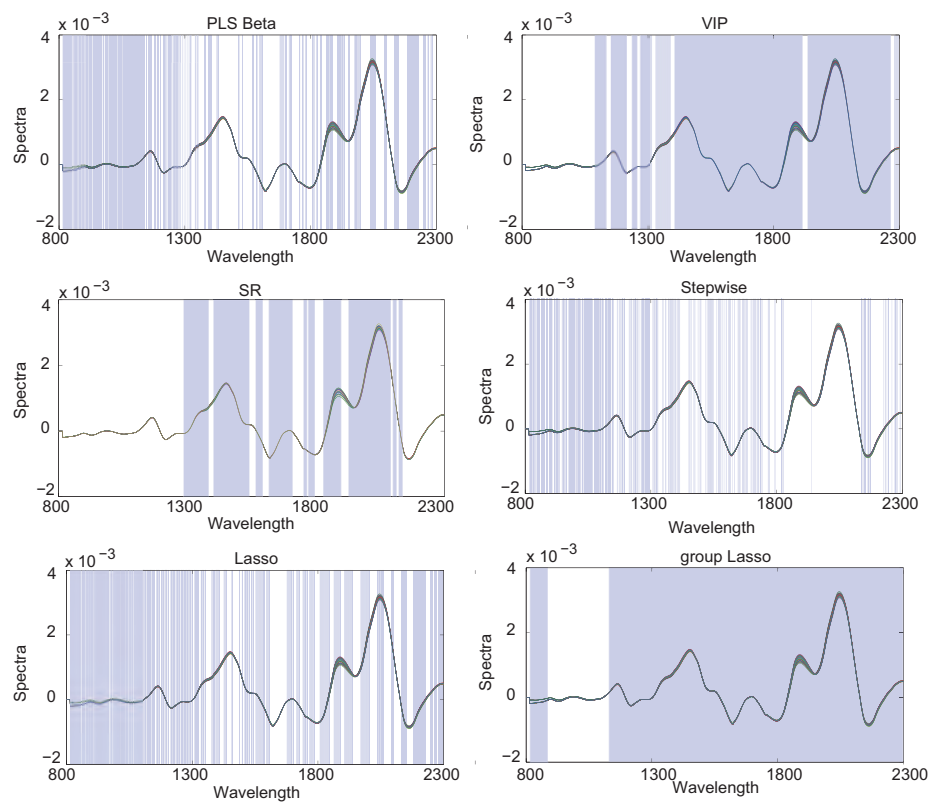 x 10 −3
PLS Beta
4
2
0
−2
Spectra
800
1300
1800
2300
Wavelength
x 10 −3
VIP
4
2
0
−2
Spectra
800
1300
1800
2300
Wavelength
x 10 −3
SR
4
2
0
−2
Spectra
800
1300
1800
2300
Wavelength
x 10 −3
Stepwise
4
2
0
−2
Spectra
800
1300
1800
2300
Wavelength
x 10 −3
Lasso
4
2
0
−2
Spectra
800
1300
1800
2300
Wavelength
x 10 −3
group Lasso
4
2
0
−2
Spectra
800
1300
1800
2300
Wavelength